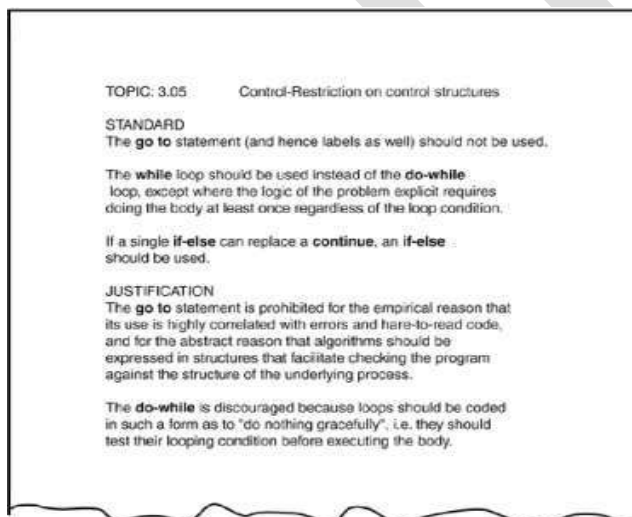 TOPIC: 3.05 Control-Restriction on control structures
STANDARD
The go to statement (and hence labels as well) should not be used.
The while loop should be used instead of the do-while
loop, except where the logic of the problem explicit requires
doing the body at least once regardless of the loop condition.
If a single if-else can replace a continue, an if-else
should be used.
JUSTIFICATION
The go to statement is prohibited for the empirical reason that
its use is highly correlated with errors and hare-to-read code,
and for the abstract reason that algorithms should be
expressed in structures that facilitate checking the program
against the structure of the underlying process.
The do-while is discouraged because loops should be coded
in such a form as to "do nothing gracefully", i.e. they should
test their looping condition before executing the body.